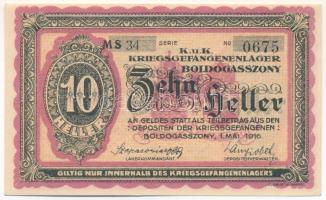 MS 34 SERIE No 0675
K.u.K.
KRIEGSGEFANGENENLAGER
BOLDOGASSZONY
Zehn Heller
10
HELLER
AN GELDES STATT ALS TEILBETRAG AUS DEN
DEPOSITEN DER KRIEGSGEFANGENEN
BOLDOGASSZONY, 1. MAI 1916.
LAGERKOMMANDANT DEPOSITENVERWALTER
GILTIG NUR INNERHALB DES KRIEGSGEFANGENENLAGERS